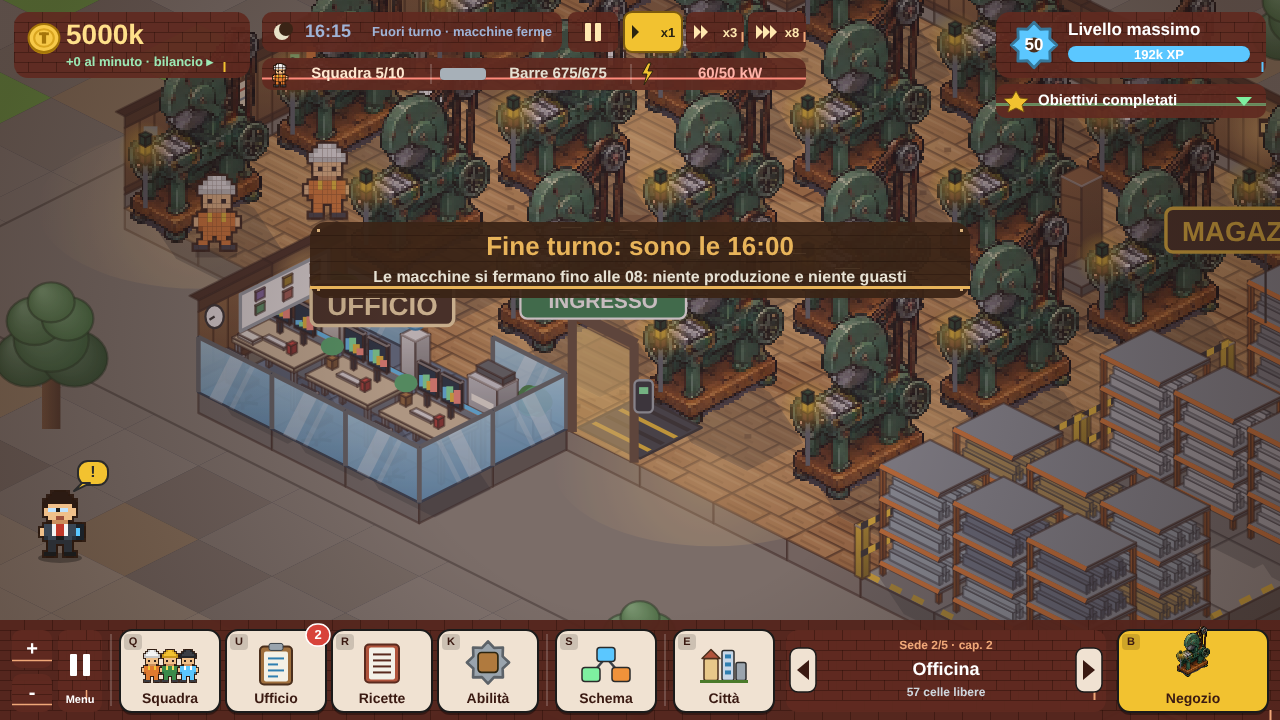 5000k
+0 al minuto · bilancio ▸
16:15
Fuori turno · macchine ferme
x1
x3
x8
Squadra 5/10
Barre 675/675
60/50 kW
50
Livello massimo
192k XP
Obiettivi completati
MAGAZ
Fine turno: sono le 16:00
Le macchine si fermano fino alle 08: niente produzione e niente guasti
UFFICIO
INGRESSO
!
+
-
Menu
Q
Squadra
U
2
Ufficio
R
Ricette
K
Abilità
S
Schema
E
Città
Sede 2/5 · cap. 2
Officina
57 celle libere
B
Negozio